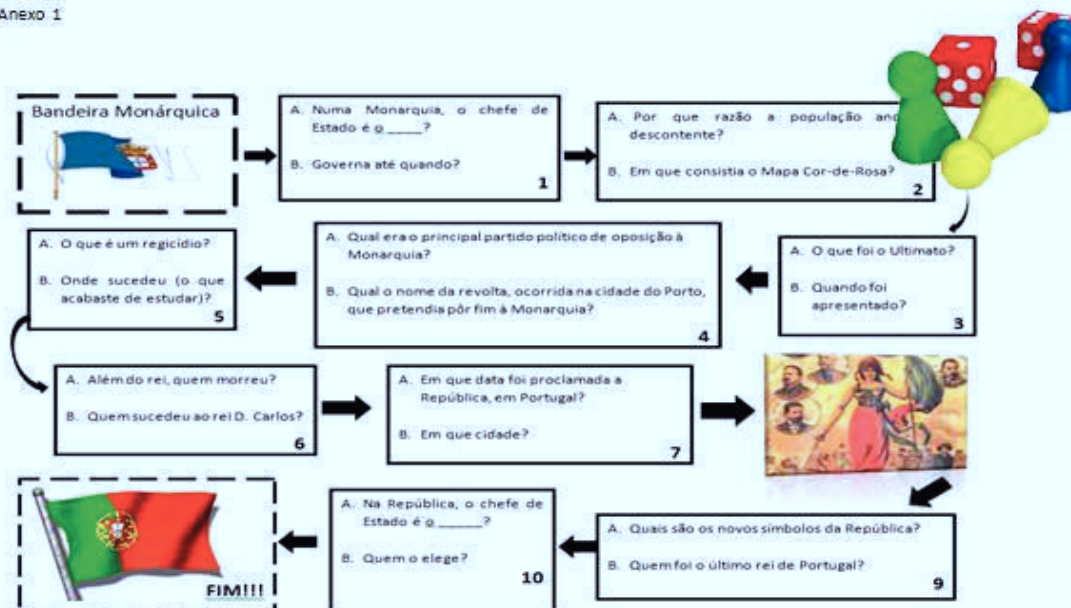 Anexo 1
Bandeira Monárquica
A. Numa Monarquia, o chefe de
Estado é o ____?
B. Governa até quando?
1
A. Por que razão a população
descontente?
B. Em que consistia o Mapa Cor-de-Rosa?
2
A. O que foi o Ultimato?
B. Quando foi
apresentado?
3
A. Qual era o principal partido político de oposição à
Monarquia?
B. Qual o nome da revolta, ocorrida na cidade do Porto,
que pretendia pôr fim à Monarquia?
4
A. O que é um regicídio?
B. Onde sucedeu (o que
acabaste de estudar)?
5
A. Além do rei, quem morreu?
B. Quem sucedeu ao rei D. Carlos?
6
A. Em que data foi proclamada a
República, em Portugal?
B. Em que cidade?
7
A. Quais são os novos símbolos da República?
B. Quem foi o último rei de Portugal?
9
A. Na República, o chefe de
Estado é o _____?
B. Quem o elege?
10
FIM!!!